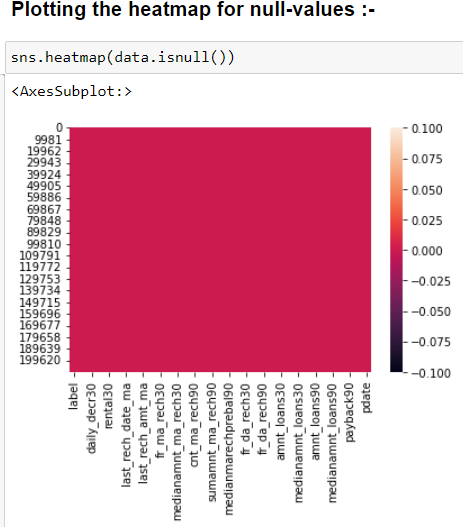 Plotting the heatmap for null-values :-
sns.heatmap(data.isnull())
<AxesSubplot:>
0
9981
19962
29943
39924
49905
59886
69867
79848
89829
99810
109791
119772
129753
139734
149715
159696
169677
179658
189639
199620
0.100
0.075
0.050
0.025
0.000
−0.025
−0.050
−0.075
−0.100
label
daily_decr30
rental30
last_rech_date_ma
last_rech_amt_ma
fr_ma_rech30
medianamnt_ma_rech30
cnt_ma_rech90
sumamnt_ma_rech90
medianmarechprebal90
fr_da_rech30
fr_da_rech90
amnt_loans30
medianamnt_loans30
amnt_loans90
medianamnt_loans90
payback90
pdate